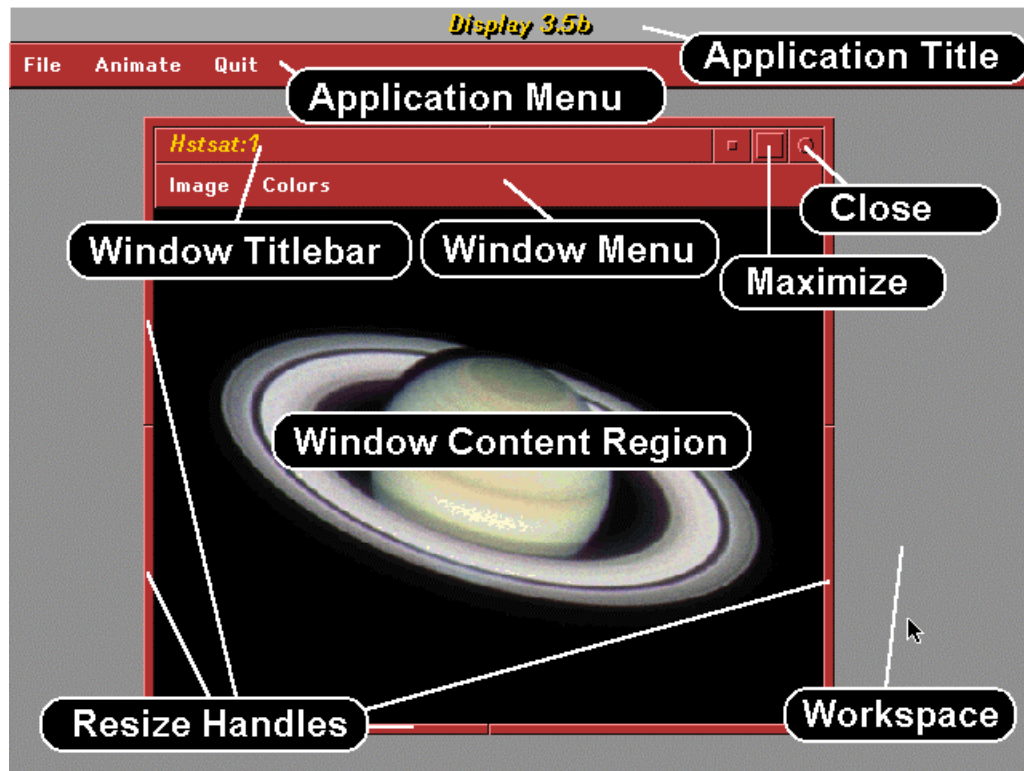 Display 3.5b
Application Title
File Animate Quit
Application Menu
Hstsat:1
Image Colors
Close
Window Titlebar
Window Menu
Maximize
Window Content Region
Resize Handles
Workspace